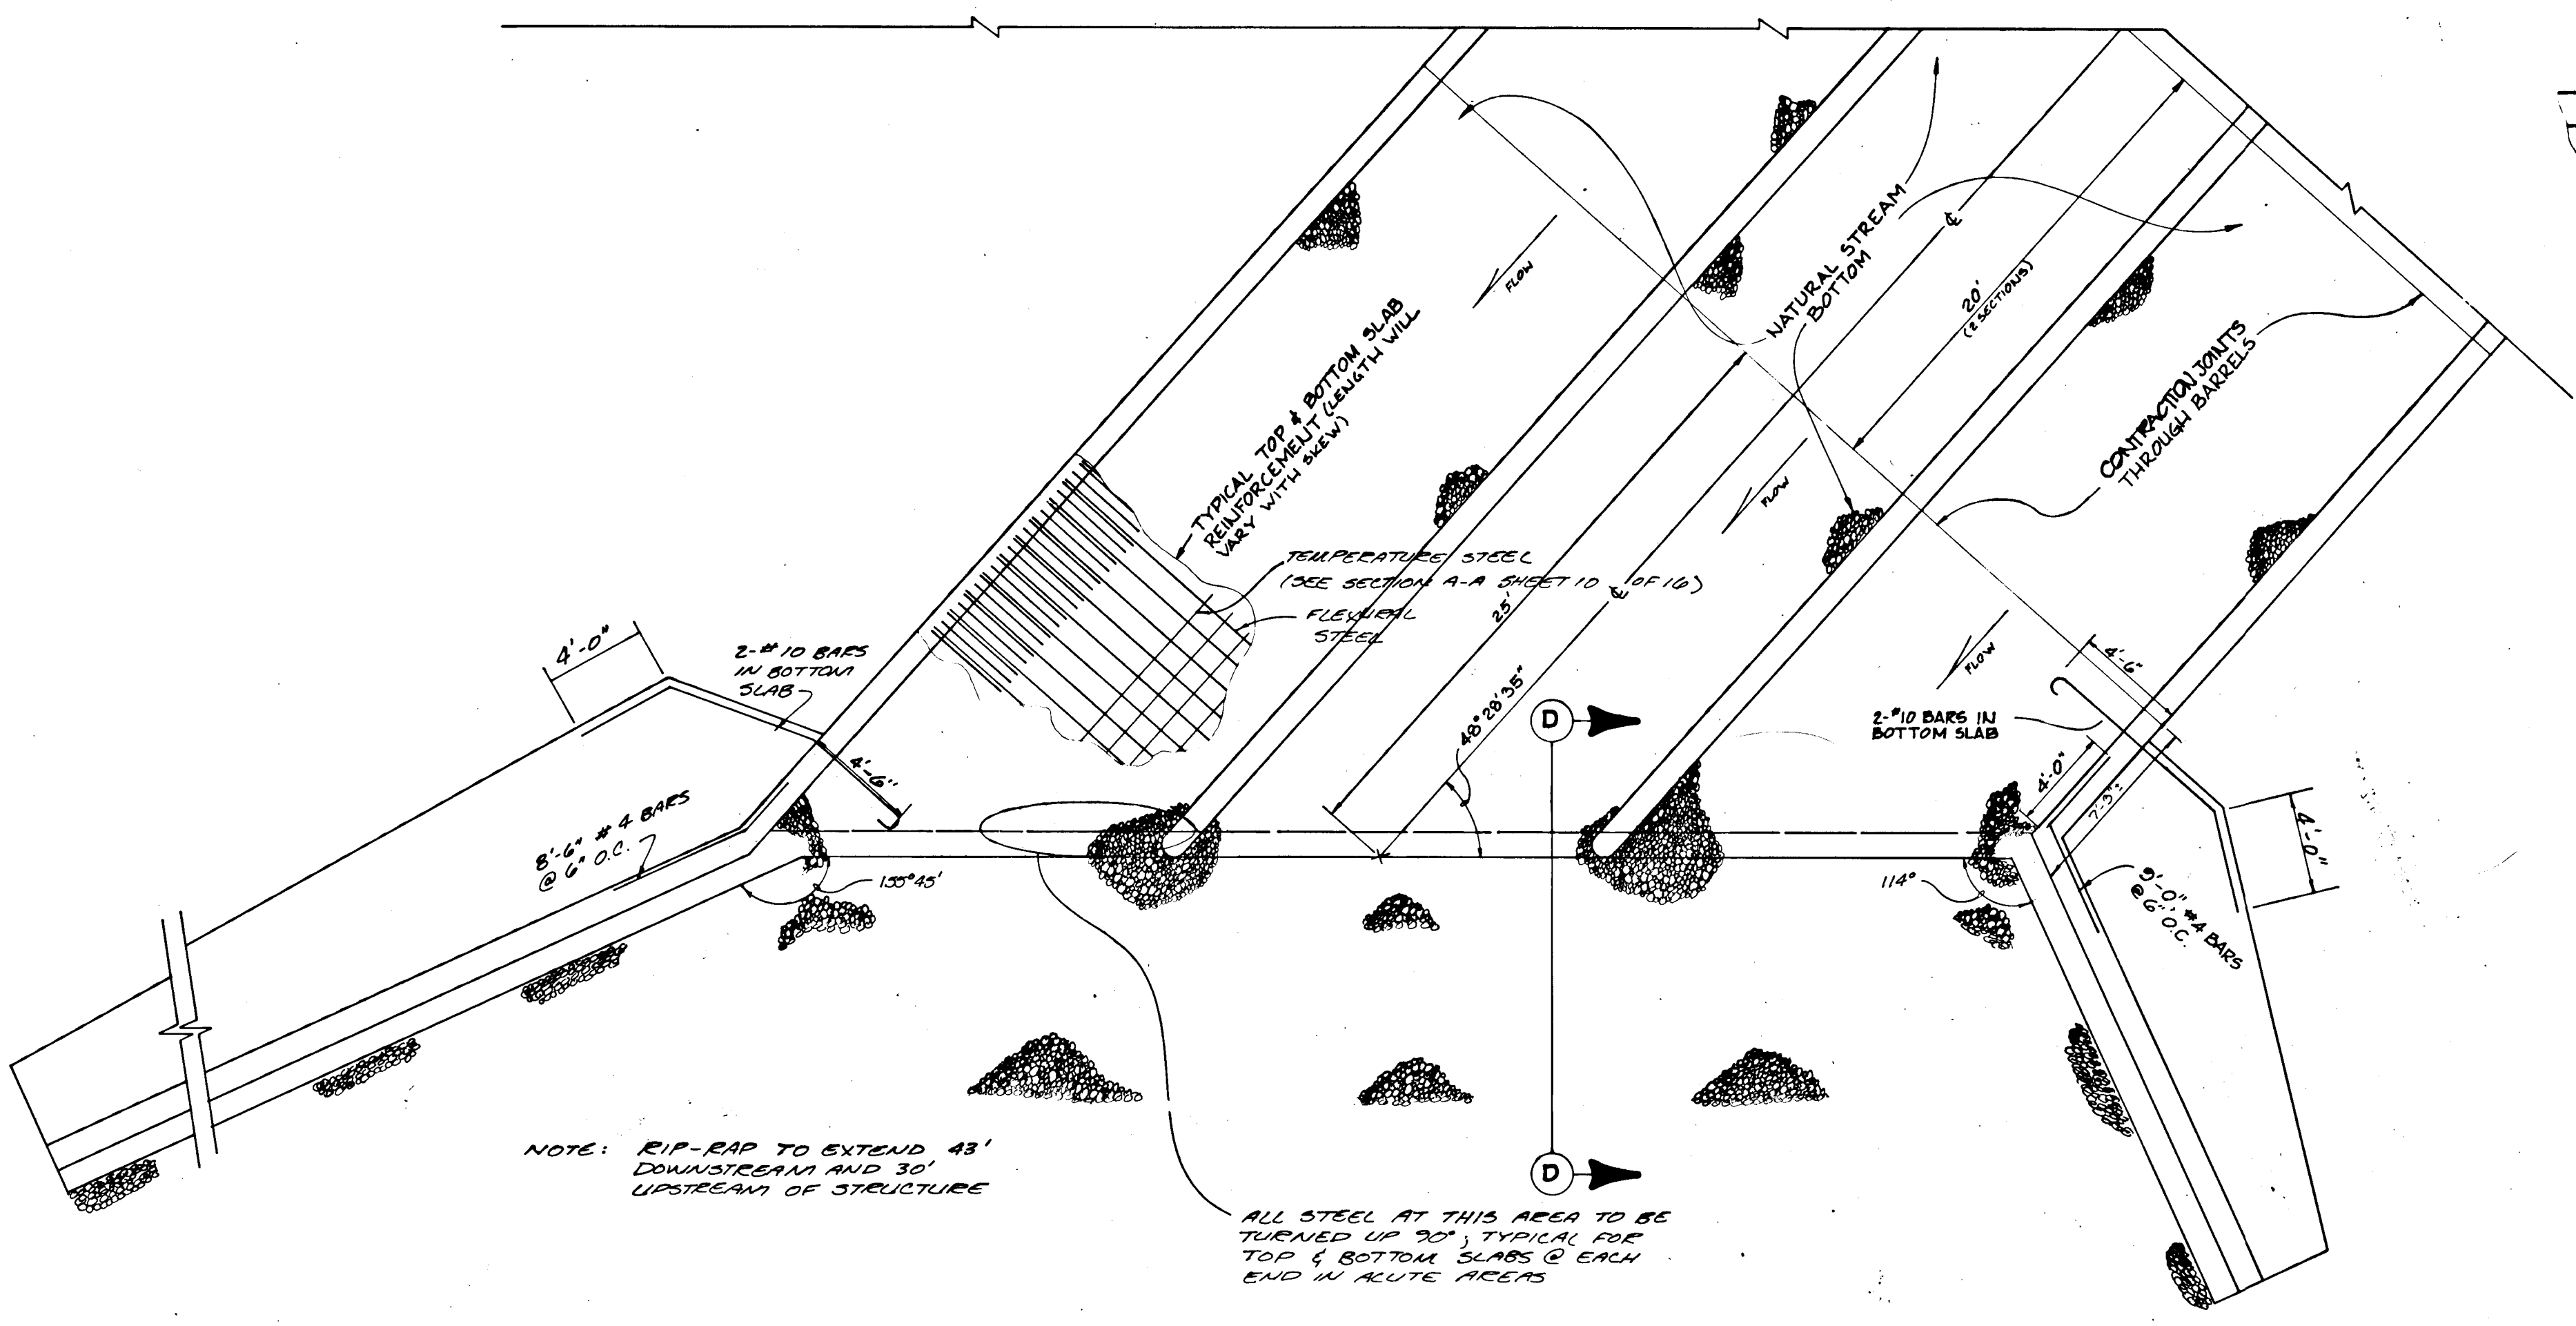 FLOW
NATURAL STREAM
BOTTOM
℄
20'
(2 SECTIONS)
CONTRACTION JOINTS
THROUGH BARRELS
TYPICAL TOP & BOTTOM SLAB
REINFORCEMENT (LENGTH WILL
VARY WITH SKEW)
TEMPERATURE STEEL
(SEE SECTION A-A SHEET 10 OF 16)
FLEXURAL
STEEL
25'
℄
FLOW
FLOW
48° 28' 35"
4'-0"
2-#10 BARS
IN BOTTOM
SLAB
4'-6"
8'-6" #4 BARS
@ 6" O.C.
155°45'
D
4'-6"
2-#10 BARS IN
BOTTOM SLAB
4'-0"
7'-3"±
4'-0"
114°
9'-0" #4 BARS
@ 6" O.C.
D
NOTE: RIP-RAP TO EXTEND 43'
DOWNSTREAM AND 30'
UPSTREAM OF STRUCTURE
ALL STEEL AT THIS AREA TO BE
TURNED UP 90°; TYPICAL FOR
TOP & BOTTOM SLABS @ EACH
END IN ACUTE AREAS